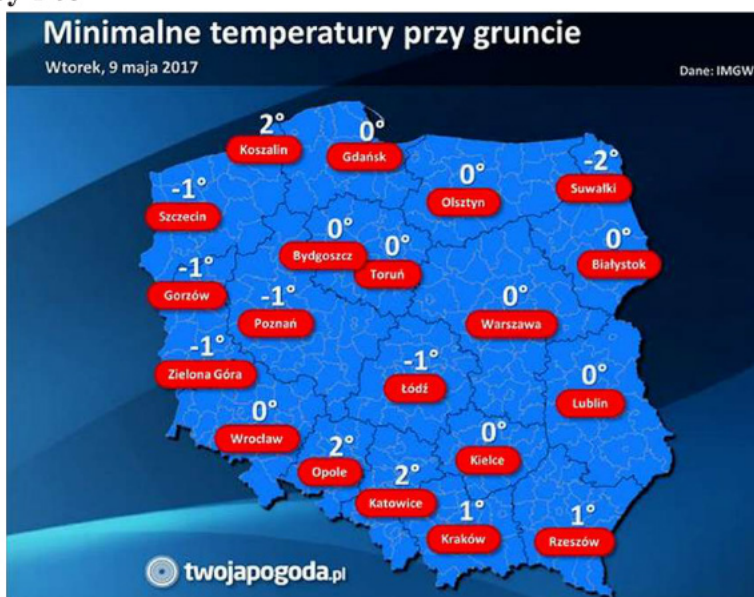 Minimalne temperatury przy gruncie
Wtorek, 9 maja 2017
Dane: IMGW
2°
Koszalin
0°
Gdańsk
-2°
Suwałki
0°
Olsztyn
-1°
Szczecin
0°
Bydgoszcz
0°
Toruń
0°
Białystok
-1°
Gorzów
-1°
Poznań
0°
Warszawa
-1°
Zielona Góra
-1°
Łódź
0°
Lublin
0°
Wrocław
2°
Opole
0°
Kielce
2°
Katowice
1°
Kraków
1°
Rzeszów
twojapogoda.pl